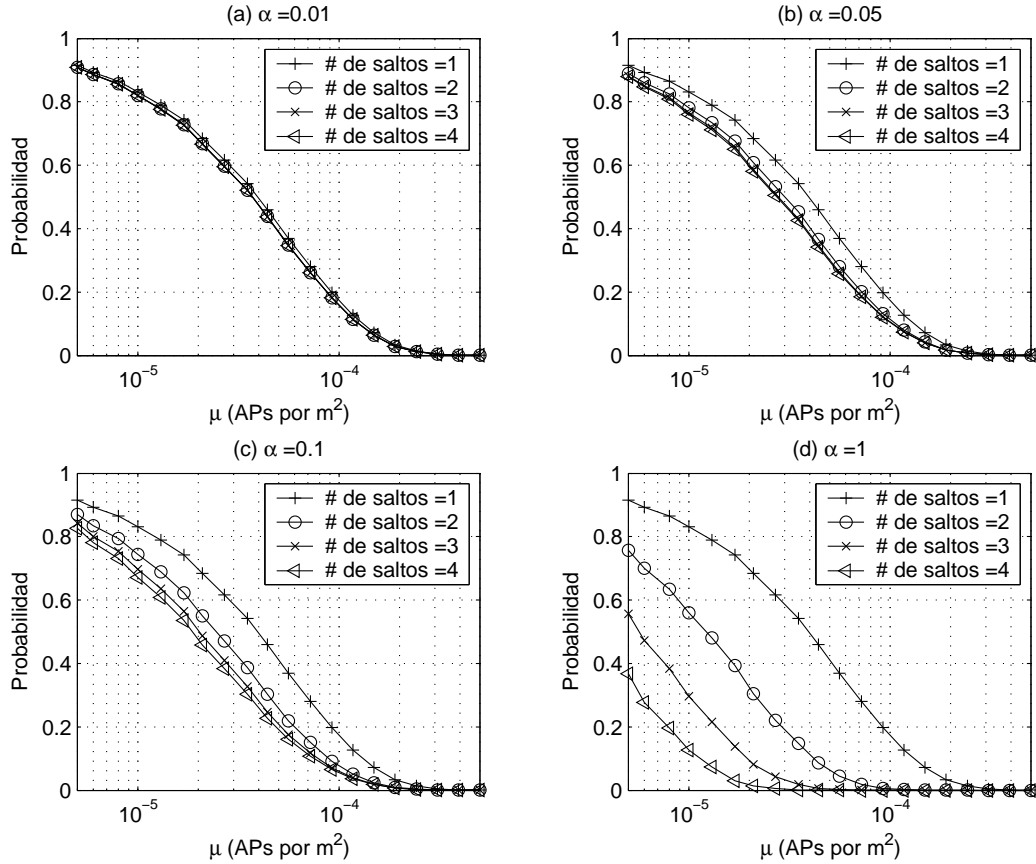 (a) α =0.01
1
0.8
0.6
0.4
0.2
0
Probabilidad
# de saltos =1
# de saltos =2
# de saltos =3
# de saltos =4
10⁻⁵
10⁻⁴
μ (APs por m²)
(b) α =0.05
1
0.8
0.6
0.4
0.2
0
Probabilidad
# de saltos =1
# de saltos =2
# de saltos =3
# de saltos =4
10⁻⁵
10⁻⁴
μ (APs por m²)
(c) α =0.1
1
0.8
0.6
0.4
0.2
0
Probabilidad
# de saltos =1
# de saltos =2
# de saltos =3
# de saltos =4
10⁻⁵
10⁻⁴
μ (APs por m²)
(d) α =1
1
0.8
0.6
0.4
0.2
0
Probabilidad
# de saltos =1
# de saltos =2
# de saltos =3
# de saltos =4
10⁻⁵
10⁻⁴
μ (APs por m²)